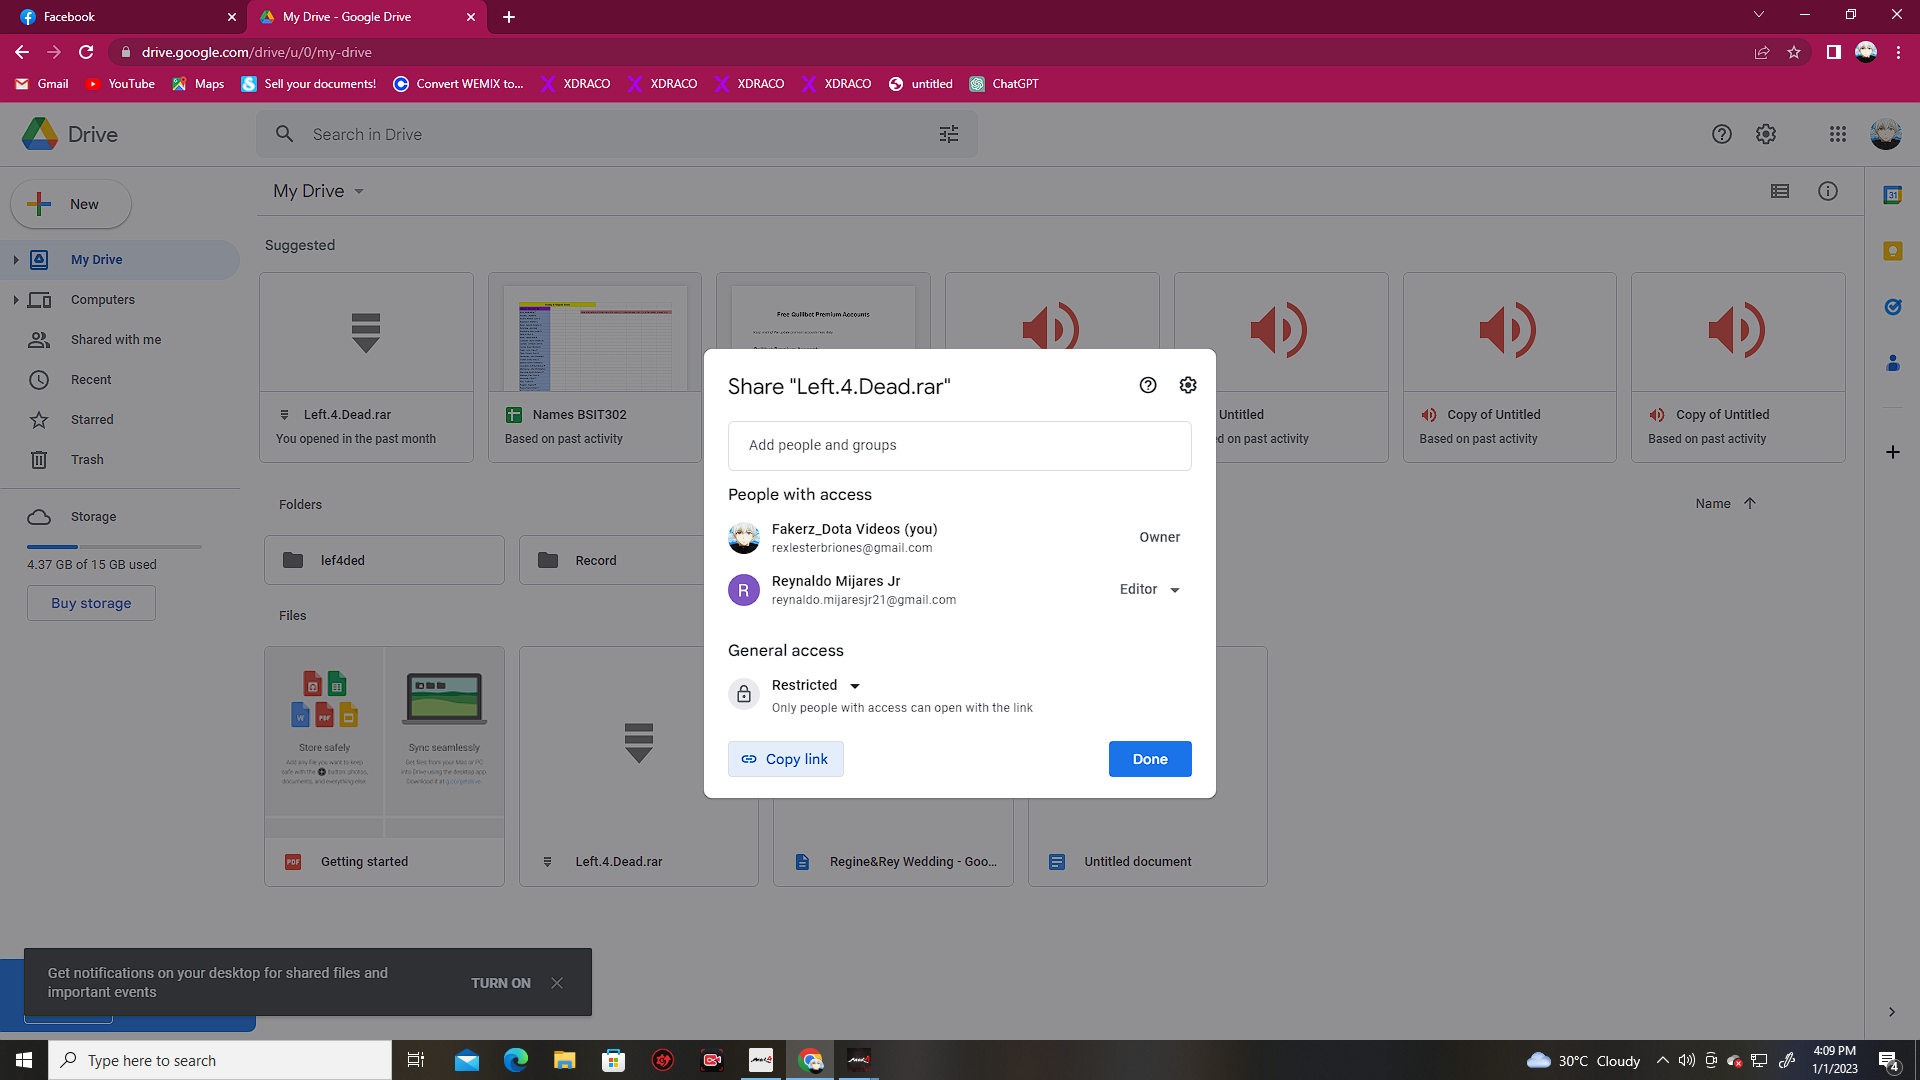 Facebook
My Drive - Google Drive
drive.google.com/drive/u/0/my-drive
Gmail
YouTube
Maps
Sell your documents!
Convert WEMIX to...
XDRACO
XDRACO
XDRACO
XDRACO
untitled
ChatGPT
Drive
Search in Drive
New
My Drive
Computers
Shared with me
Recent
Starred
Trash
Storage
4.37 GB of 15 GB used
Buy storage
My Drive
Suggested
Left.4.Dead.rar
You opened in the past month
Names BSIT302
Based on past activity
Free Quillbot Premium Accounts
Untitled
d on past activity
Copy of Untitled
Based on past activity
Copy of Untitled
Based on past activity
Folders
Name
lef4ded
Record
Files
Store safely
Sync seamlessly
PDF
Getting started
Left.4.Dead.rar
Regine&Rey Wedding - Goo...
Untitled document
Share "Left.4.Dead.rar"
Add people and groups
People with access
Fakerz_Dota Videos (you)
rexlesterbriones@gmail.com
Owner
R
Reynaldo Mijares Jr
reynaldo.mijaresjr21@gmail.com
Editor
General access
Restricted
Only people with access can open with the link
Copy link
Done
Get notifications on your desktop for shared files and
important events
TURN ON
31
Type here to search
30°C Cloudy
4:09 PM
1/1/2023
4